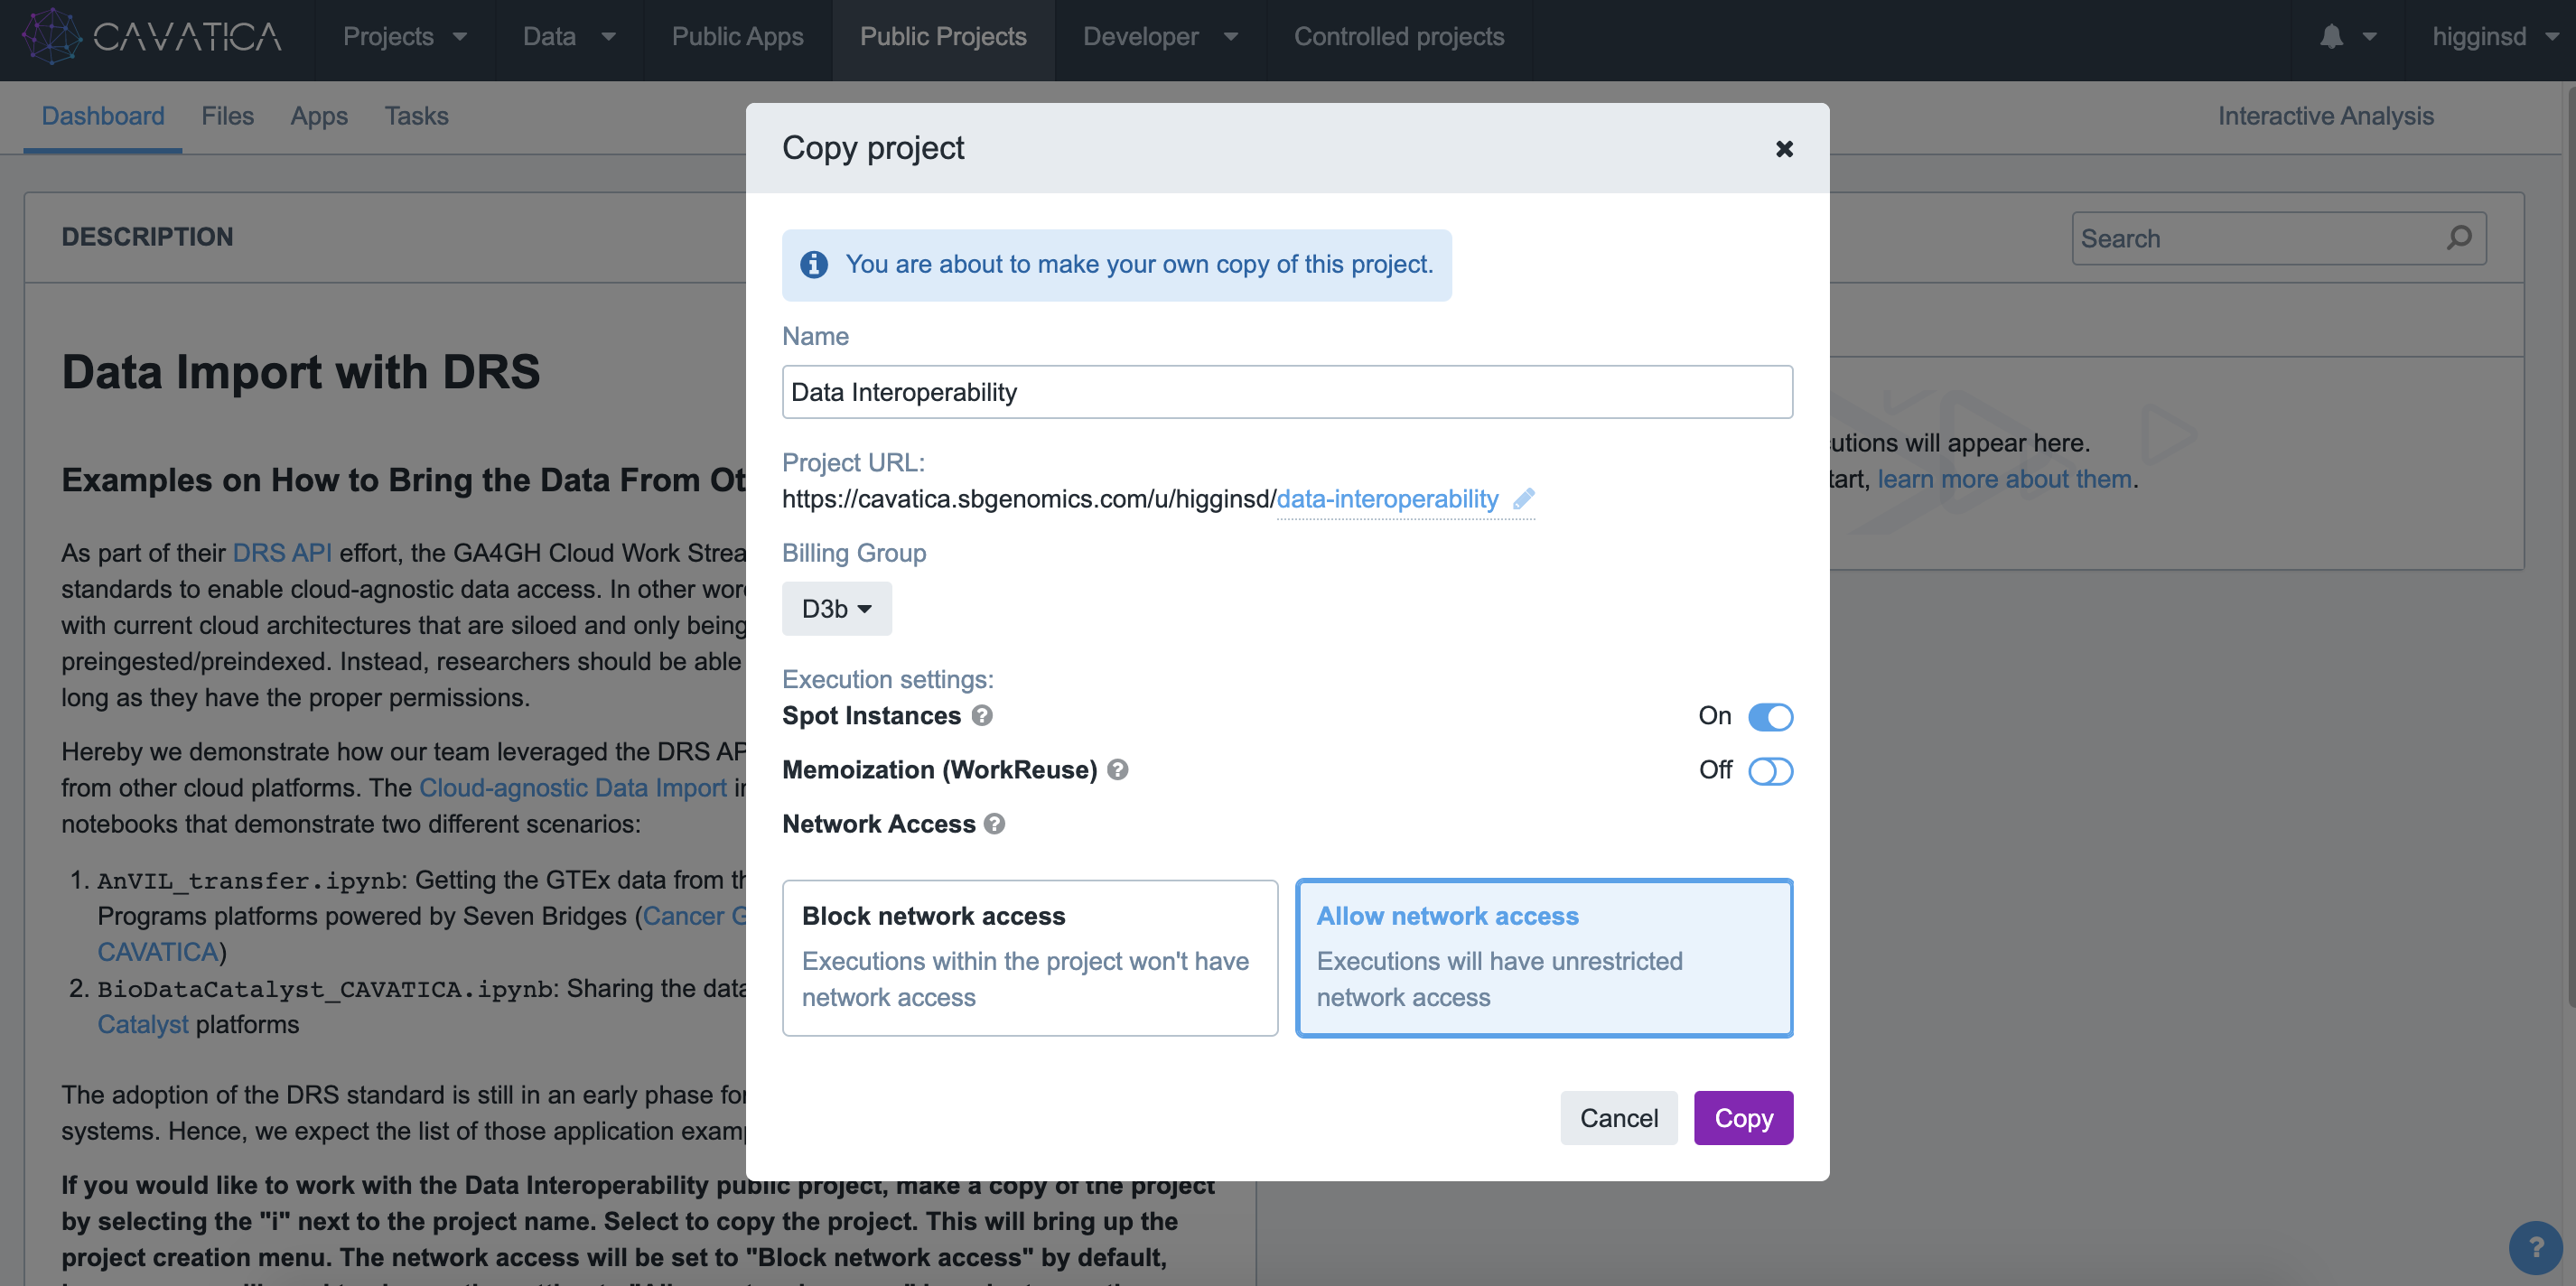 CAVATICA
Projects
Data
Public Apps
Public Projects
Developer
Controlled projects
higginsd
Dashboard
Files
Apps
Tasks
Interactive Analysis
DESCRIPTION
Search
Data Import with DRS
Examples on How to Bring the Data From Ot
As part of their DRS API effort, the GA4GH Cloud Work Strea
standards to enable cloud-agnostic data access. In other wor
with current cloud architectures that are siloed and only being
preingested/preindexed. Instead, researchers should be able
long as they have the proper permissions.
Hereby we demonstrate how our team leveraged the DRS AP
from other cloud platforms. The Cloud-agnostic Data Import in
notebooks that demonstrate two different scenarios:
1. AnVIL_transfer.ipynb: Getting the GTEx data from th
Programs platforms powered by Seven Bridges (Cancer G
CAVATICA)
2. BioDataCatalyst_CAVATICA.ipynb: Sharing the data
Catalyst platforms
The adoption of the DRS standard is still in an early phase for
systems. Hence, we expect the list of those application examp
If you would like to work with the Data Interoperability public project, make a copy of the project
by selecting the "i" next to the project name. Select to copy the project. This will bring up the
project creation menu. The network access will be set to "Block network access" by default,
Copy project
You are about to make your own copy of this project.
Name
Data Interoperability
Project URL:
https://cavatica.sbgenomics.com/u/higginsd/data-interoperability
Billing Group
D3b
Execution settings:
Spot Instances ?
On
Memoization (WorkReuse) ?
Off
Network Access ?
Block network access
Executions within the project won't have
network access
Allow network access
Executions will have unrestricted
network access
Cancel
Copy
cutions will appear here.
tart, learn more about them.
?